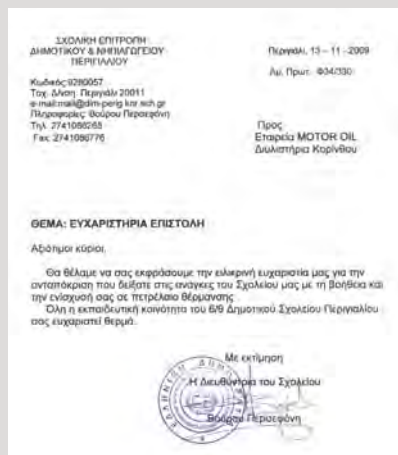 ΣΧΟΛΙΚΗ ΕΠΙΤΡΟΠΗ
ΔΗΜΟΤΙΚΟΥ & ΝΗΠΙΑΓΩΓΕΙΟΥ
ΠΕΡΙΓΙΑΛΙΟΥ
Κωδικός:9280057
Ταχ. Δ/νση: Περιγιάλι 20011
e-mail:mail@dim-perig.knr.sch.gr
Πληροφορίες: Βούρου Περσεφόνη
Τηλ. 2741086268
Fax: 2741086776
Περιγιάλι, 13 - 11 - 2009
Αρ. Πρωτ. Φ34/330
Προς:
Εταιρεία MOTOR OIL
Διυλιστήρια Κορίνθου
ΘΕΜΑ: ΕΥΧΑΡΙΣΤΗΡΙΑ ΕΠΙΣΤΟΛΗ
Αξιότιμοι κύριοι,
Θα θέλαμε να σας εκφράσουμε την ειλικρινή ευχαριστία μας για την
ανταπόκριση που δείξατε στις ανάγκες του Σχολείου μας με τη βοήθεια και
την ενίσχυσή σας σε πετρέλαιο θέρμανσης.
Όλη η εκπαιδευτική κοινότητα του 6/θ Δημοτικού Σχολείου Περιγιαλίου
σας ευχαριστεί θερμά.
Με εκτίμηση
Η Διευθύντρια του Σχολείου
Βούρου Περσεφόνη